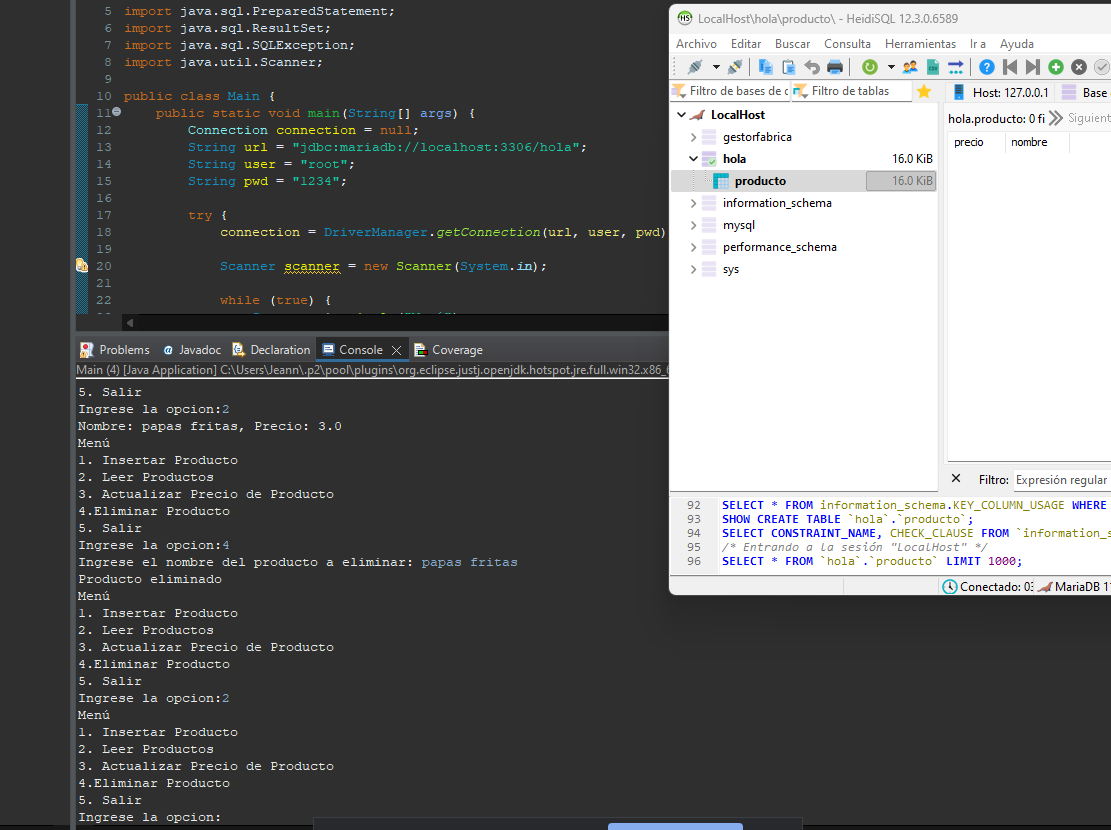 5 import java.sql.PreparedStatement;
6 import java.sql.ResultSet;
7 import java.sql.SQLException;
8 import java.util.Scanner;
9
10 public class Main {
11 public static void main(String[] args) {
12 Connection connection = null;
13 String url = "jdbc:mariadb://localhost:3306/hola";
14 String user = "root";
15 String pwd = "1234";
16
17 try {
18 connection = DriverManager.getConnection(url, user, pwd)
19
20 Scanner scanner = new Scanner(System.in);
21
22 while (true) {
Problems Javadoc Declaration Console Coverage
Main (4) [Java Application] C:\Users\Jeann\.p2\pool\plugins\org.eclipse.justj.openjdk.hotspot.jre.full.win32.x86_6
5. Salir
Ingrese la opcion:2
Nombre: papas fritas, Precio: 3.0
Menú
1. Insertar Producto
2. Leer Productos
3. Actualizar Precio de Producto
4.Eliminar Producto
5. Salir
Ingrese la opcion:4
Ingrese el nombre del producto a eliminar: papas fritas
Producto eliminado
Menú
1. Insertar Producto
2. Leer Productos
3. Actualizar Precio de Producto
4.Eliminar Producto
5. Salir
Ingrese la opcion:2
Menú
1. Insertar Producto
2. Leer Productos
3. Actualizar Precio de Producto
4.Eliminar Producto
5. Salir
Ingrese la opcion:
HS LocalHost\hola\producto\ - HeidiSQL 12.3.0.6589
Archivo Editar Buscar Consulta Herramientas Ir a Ayuda
Filtro de bases de d Filtro de tablas
Host: 127.0.0.1 Base
LocalHost
gestorfabrica
hola 16.0 KiB
producto 16.0 KiB
information_schema
mysql
performance_schema
sys
hola.producto: 0 fi Siguient
precio nombre
Filtro: Expresión regular
92 SELECT * FROM information_schema.KEY_COLUMN_USAGE WHERE
93 SHOW CREATE TABLE `hola`.`producto`;
94 SELECT CONSTRAINT_NAME, CHECK_CLAUSE FROM `information_s
95 /* Entrando a la sesión "LocalHost" */
96 SELECT * FROM `hola`.`producto` LIMIT 1000;
Conectado: 03 MariaDB 11